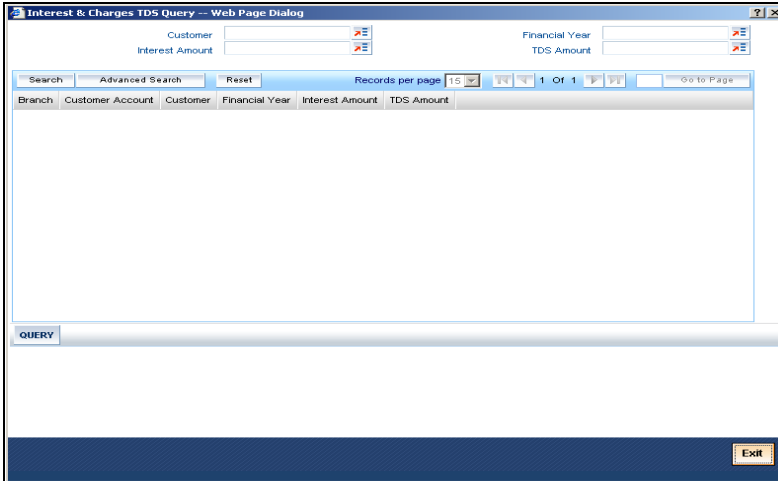 Interest & Charges TDS Query -- Web Page Dialog
Customer Financial Year
Interest Amount TDS Amount
Search Advanced Search Reset Records per page 15 1 Of 1 Go to Page
Branch Customer Account Customer Financial Year Interest Amount TDS Amount
QUERY
Exit